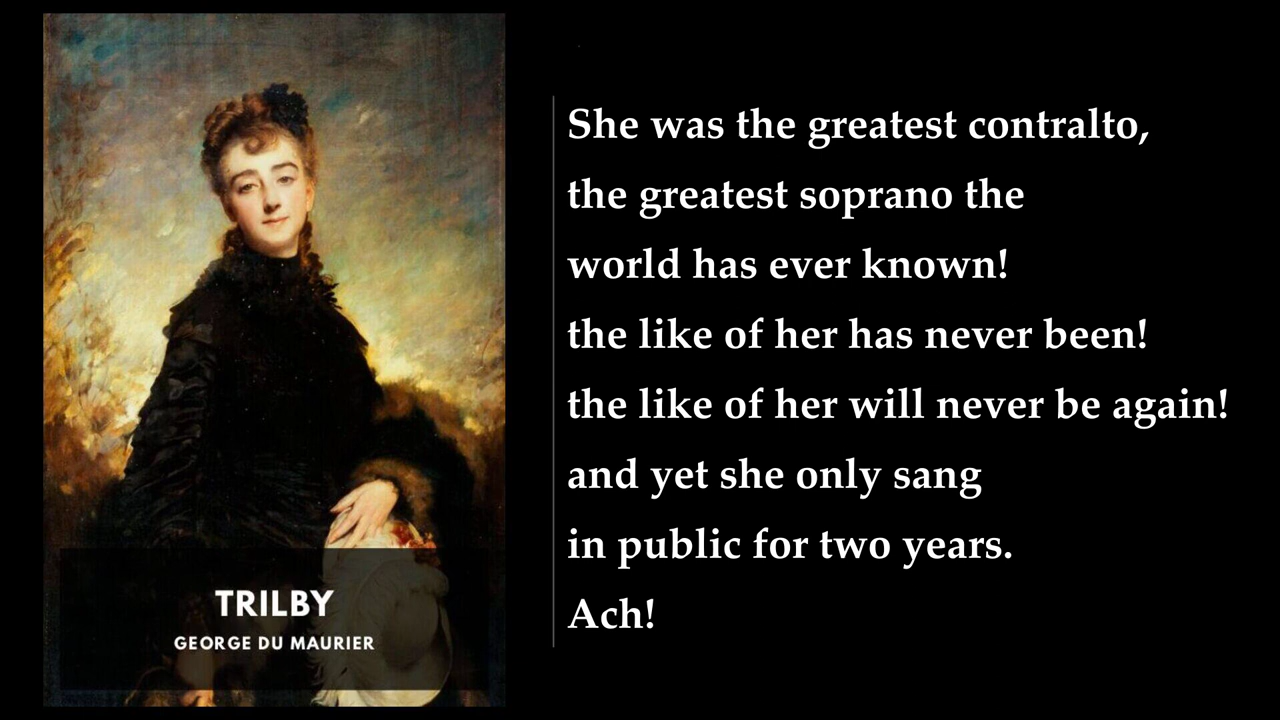 TRILBY
GEORGE DU MAURIER
She was the greatest contralto,
the greatest soprano the
world has ever known!
the like of her has never been!
the like of her will never be again!
and yet she only sang
in public for two years.
Ach!